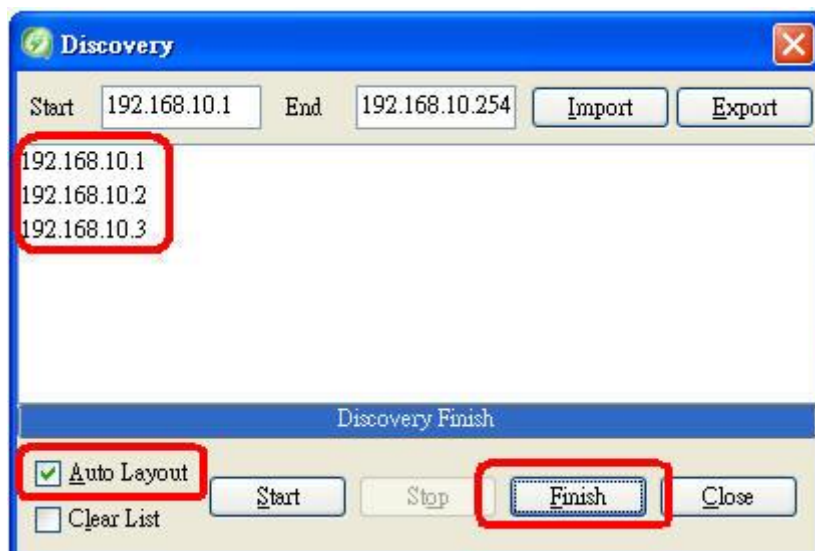 Discovery
Start 192.168.10.1 End 192.168.10.254 Import Export
192.168.10.1
192.168.10.2
192.168.10.3
Discovery Finish
Auto Layout
Start Stop Finish Close
Clear List